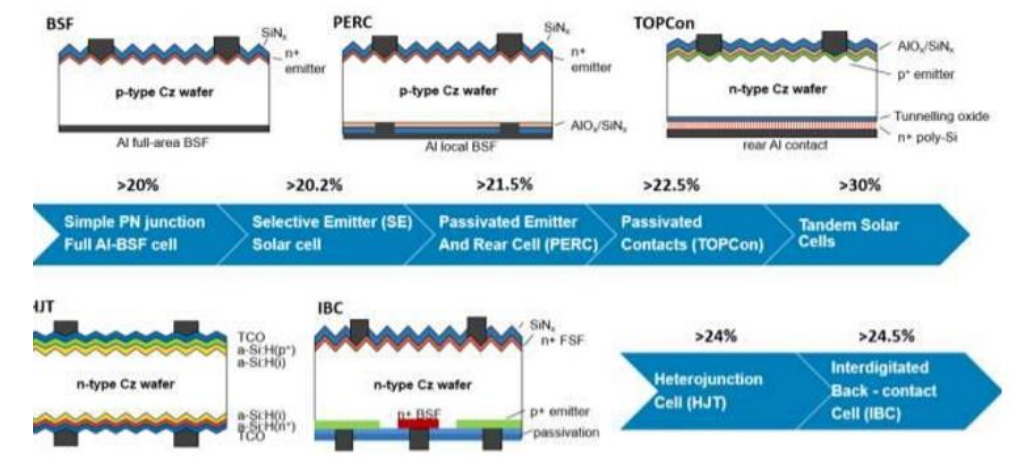 BSF
SiNₓ
n+
emitter
p-type Cz wafer
Al full-area BSF
PERC
SiNₓ
n+
emitter
p-type Cz wafer
AlOₓ/SiNₓ
Al local BSF
TOPCon
AlOₓ/SiNₓ
p⁺ emitter
n-type Cz wafer
Tunnelling oxide
n+ poly-Si
rear Al contact
>20%
>20.2%
>21.5%
>22.5%
>30%
Simple PN junction
Full Al-BSF cell
Selective Emitter (SE)
Solar cell
Passivated Emitter
And Rear Cell (PERC)
Passivated
Contacts (TOPCon)
Tandem Solar
Cells
HJT
TCO
a-Si:H(p⁺)
a-Si:H(i)
n-type Cz wafer
a-Si:H(i)
a-Si:H(n⁺)
TCO
IBC
SiNₓ
n+ FSF
n-type Cz wafer
n+ BSF
p+ emitter
passivation
>24%
>24.5%
Heterojunction
Cell (HJT)
Interdigitated
Back - contact
Cell (IBC)